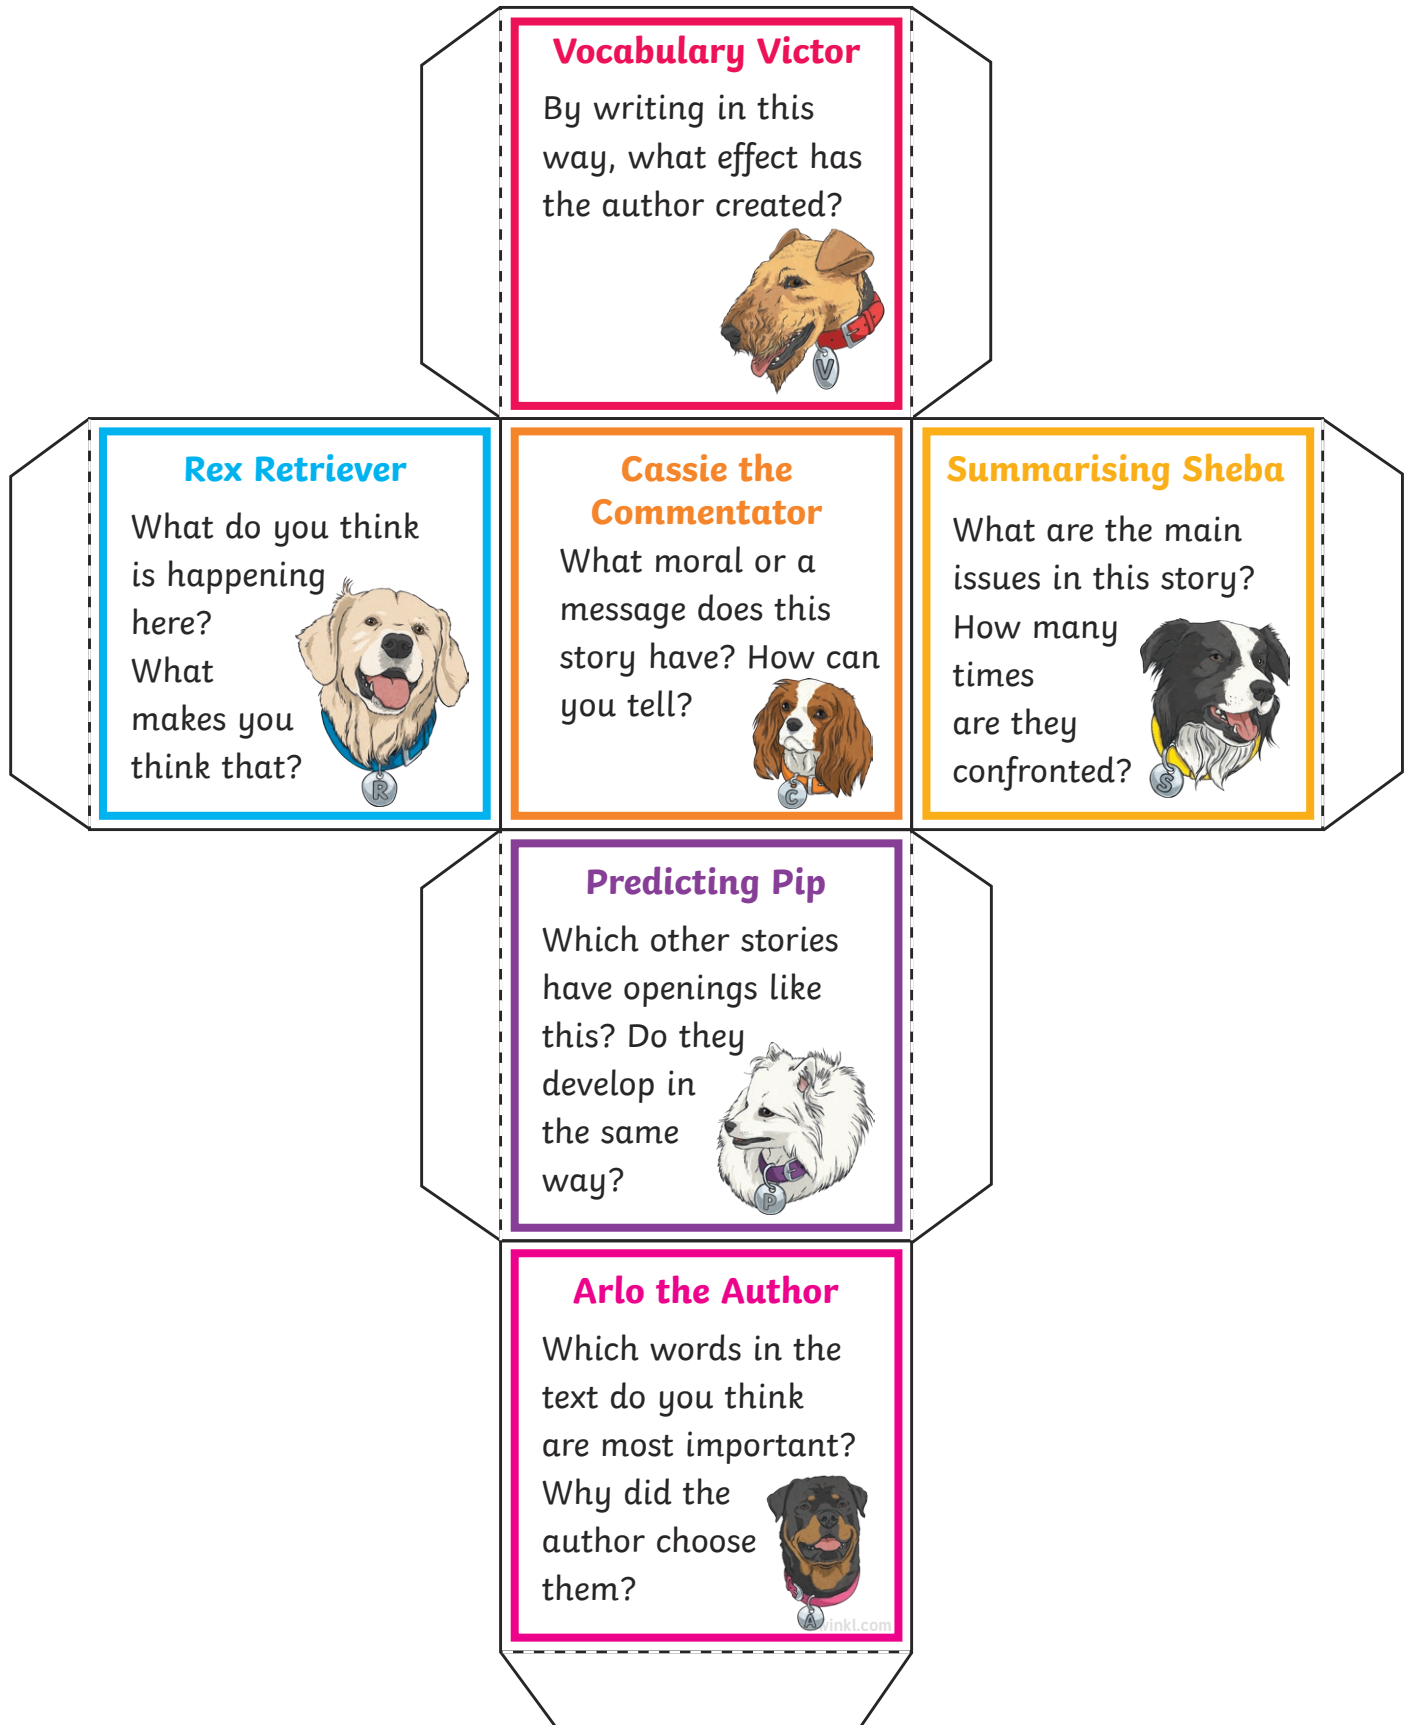 Vocabulary Victor
By writing in this
way, what effect has
the author created?
V
Rex Retriever
What do you think
is happening
here?
What
makes you
think that?
R
Cassie the
Commentator
What moral or a
message does this
story have? How can
you tell?
C
Summarising Sheba
What are the main
issues in this story?
How many
times
are they
confronted?
S
Predicting Pip
Which other stories
have openings like
this? Do they
develop in
the same
way?
P
Arlo the Author
Which words in the
text do you think
are most important?
Why did the
author choose
them?
A
winkl.com